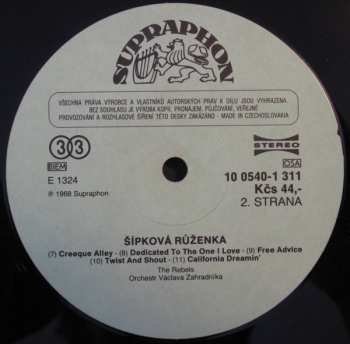 SUPRAPHON
VŠECHNA PRÁVA VÝROBCE A VLASTNÍKŮ AUTORSKÝCH PRÁV K DÍLU JSOU VYHRAZENA.
BEZ SOUHLASU JE VÝROBA KOPIÍ, PRONÁJEM, PŮJČOVÁNÍ, VEŘEJNÉ
PROVOZOVÁNÍ A ROZHLASOVÉ ŠÍŘENÍ TÉTO DESKY ZAKÁZÁNO - MADE IN CZECHOSLOVAKIA
33
STEREO
BIEM
OSA
E 1324
10 0540-1 311
Kčs 44,-
℗ 1968 Supraphon
2. STRANA
ŠÍPKOVÁ RŮŽENKA
(7) Creeque Alley - (8) Dedicated To The One I Love - (9) Free Advice
(10) Twist And Shout - (11) California Dreamin'
The Rebels
Orchestr Václava Zahradníka